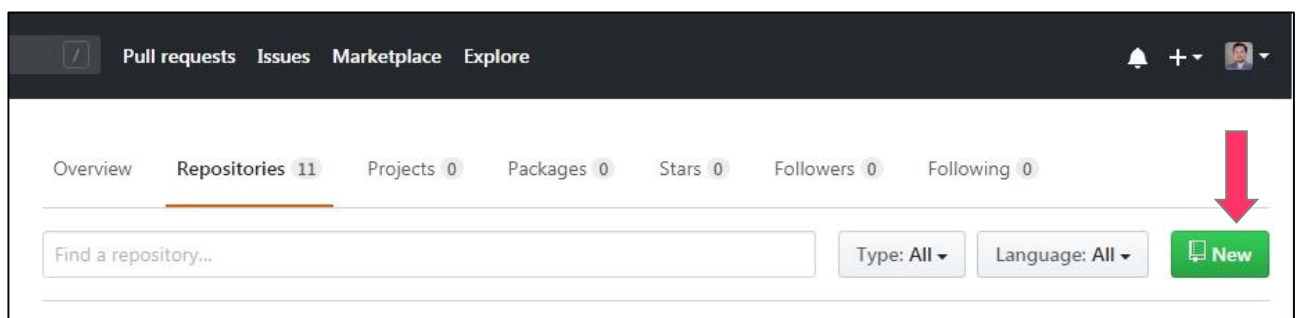 / Pull requests Issues Marketplace Explore
Overview Repositories 11 Projects 0 Packages 0 Stars 0 Followers 0 Following 0
Find a repository... Type: All Language: All New